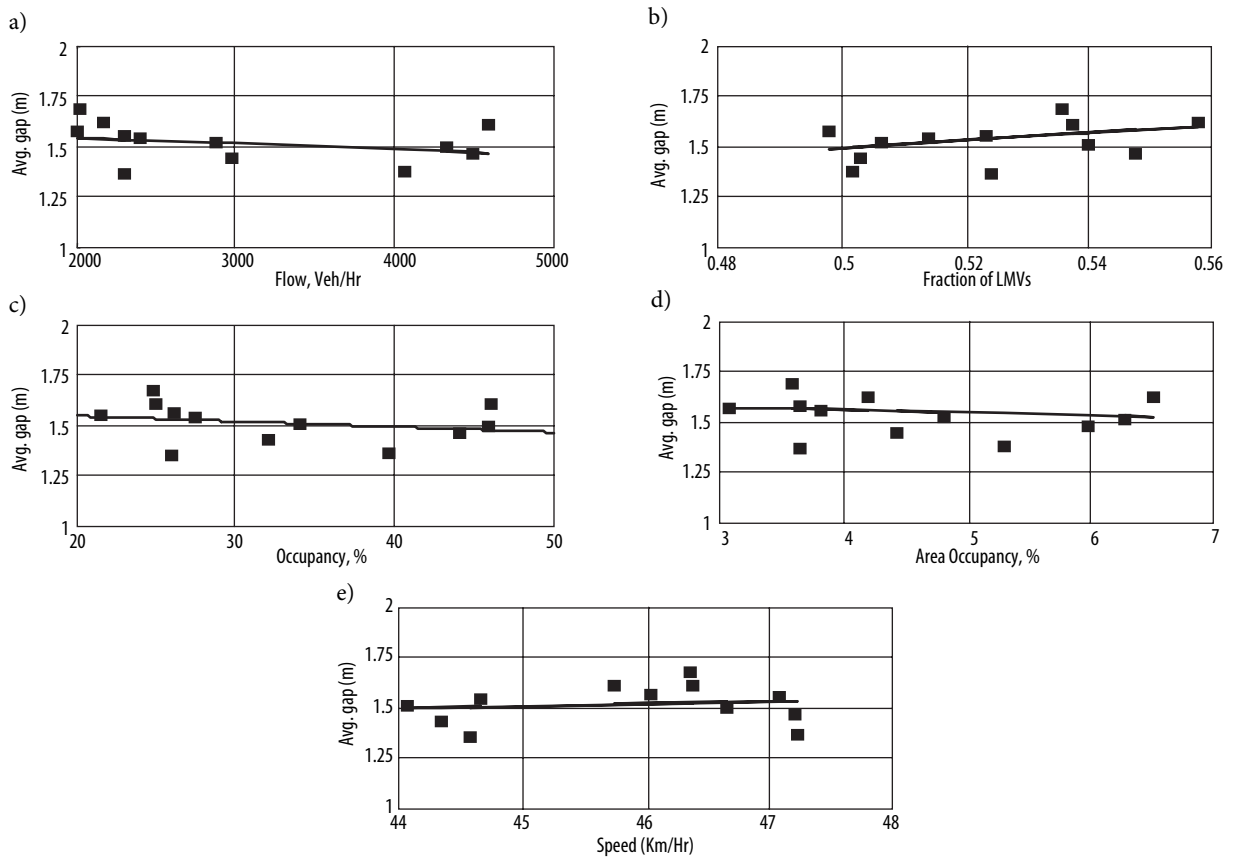 a)
2
1.75
1.5
1.25
1
Avg. gap (m)
2000 3000 4000 5000
Flow, Veh/Hr
b)
2
1.75
1.5
1.25
1
Avg. gap (m)
0.48 0.5 0.52 0.54 0.56
Fraction of LMVs
c)
2
1.75
1.5
1.25
1
Avg. gap (m)
20 30 40 50
Occupancy, %
d)
2
1.75
1.5
1.25
1
Avg. gap (m)
3 4 5 6 7
Area Occupancy, %
e)
2
1.75
1.5
1.25
1
Avg. gap (m)
44 45 46 47 48
Speed (Km/Hr)